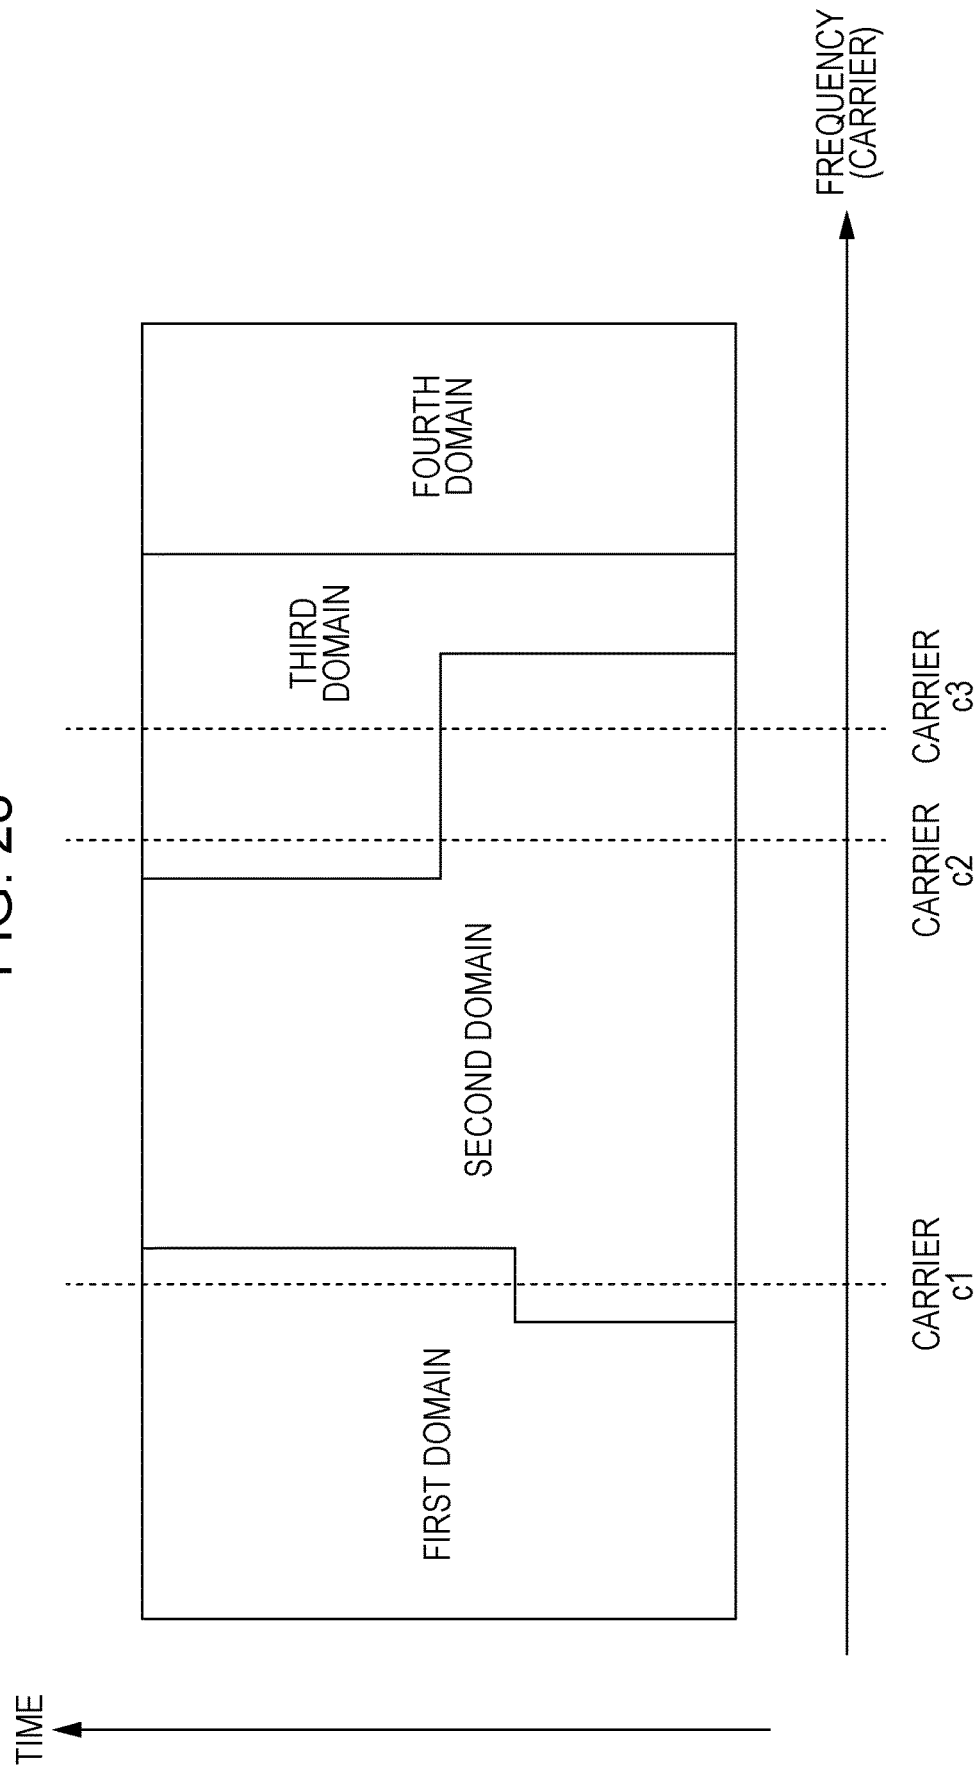 TIME
FIRST DOMAIN
SECOND DOMAIN
THIRD
DOMAIN
FOURTH
DOMAIN
FREQUENCY
(CARRIER)
CARRIER
c1
CARRIER
c2
CARRIER
c3